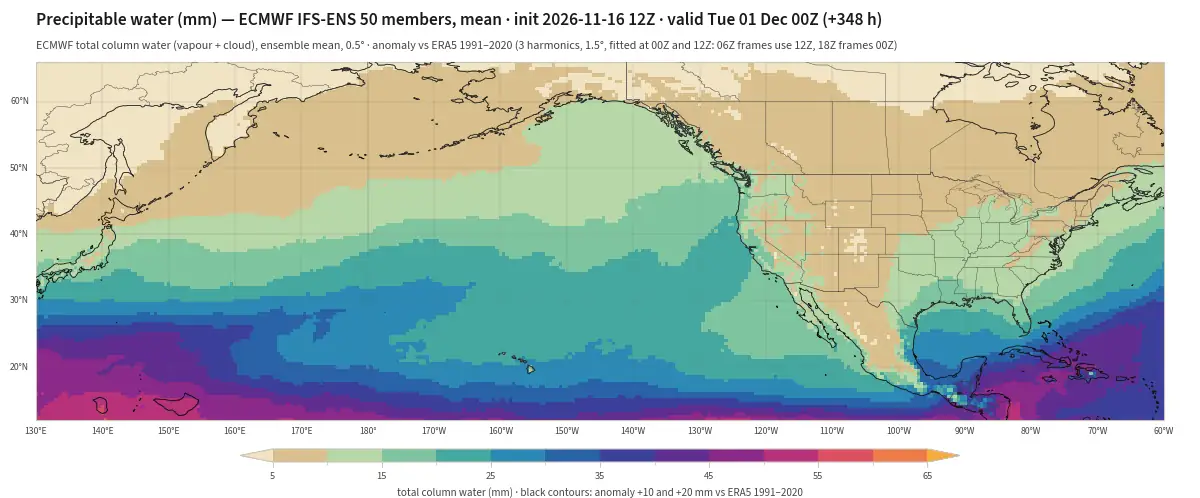 Precipitable water (mm) — ECMWF IFS-ENS 50 members, mean · init 2026-11-16 12Z · valid Tue 01 Dec 00Z (+348 h)
ECMWF total column water (vapour + cloud), ensemble mean, 0.5° · anomaly vs ERA5 1991–2020 (3 harmonics, 1.5°, fitted at 00Z and 12Z: 06Z frames use 12Z, 18Z frames 00Z)
60°N
50°N
40°N
30°N
20°N
130°E 140°E 150°E 160°E 170°E 180° 170°W 160°W 150°W 140°W 130°W 120°W 110°W 100°W 90°W 80°W 70°W 60°W
5 15 25 35 45 55 65
total column water (mm) · black contours: anomaly +10 and +20 mm vs ERA5 1991–2020